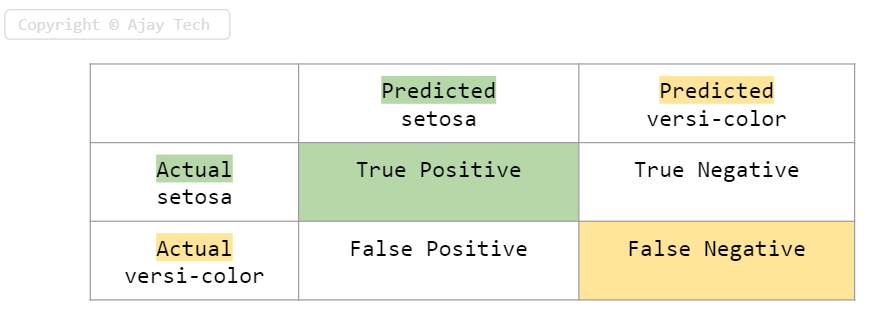 Copyright © Ajay Tech
Predicted
setosa
Predicted
versi-color
Actual
setosa
True Positive
True Negative
Actual
versi-color
False Positive
False Negative